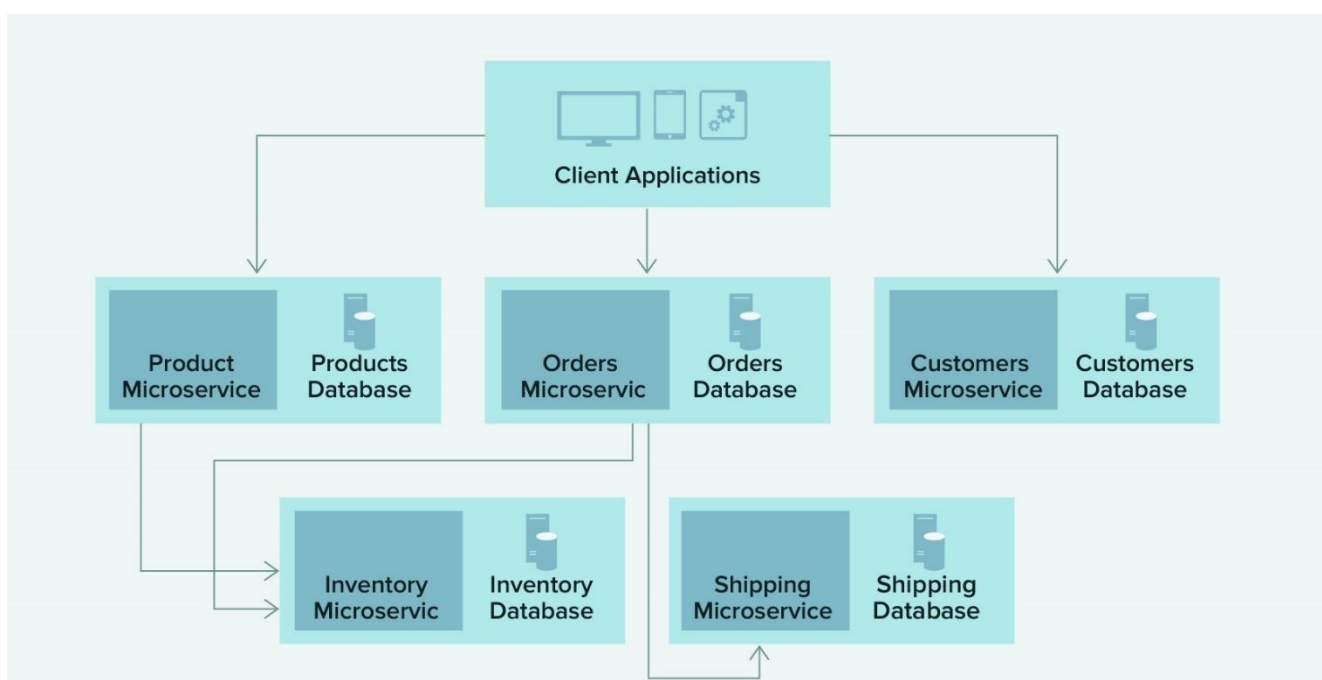 Client Applications
Product
Microservice
Products
Database
Orders
Microservic
Orders
Database
Customers
Microservice
Customers
Database
Inventory
Microservic
Inventory
Database
Shipping
Microservice
Shipping
Database